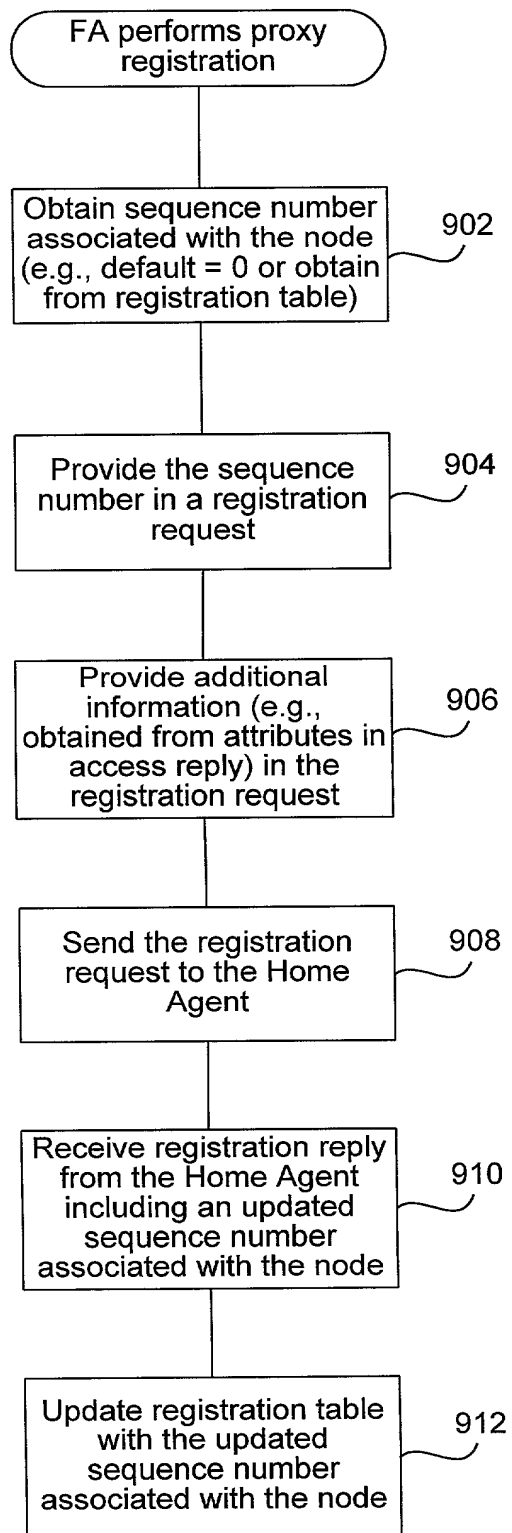 FA performs proxy
registration
Obtain sequence number
associated with the node
(e.g., default = 0 or obtain
from registration table)
902
Provide the sequence
number in a registration
request
904
Provide additional
information (e.g.,
obtained from attributes in
access reply) in the
registration request
906
Send the registration
request to the Home
Agent
908
Receive registration reply
from the Home Agent
including an updated
sequence number
associated with the node
910
Update registration table
with the updated
sequence number
associated with the node
912